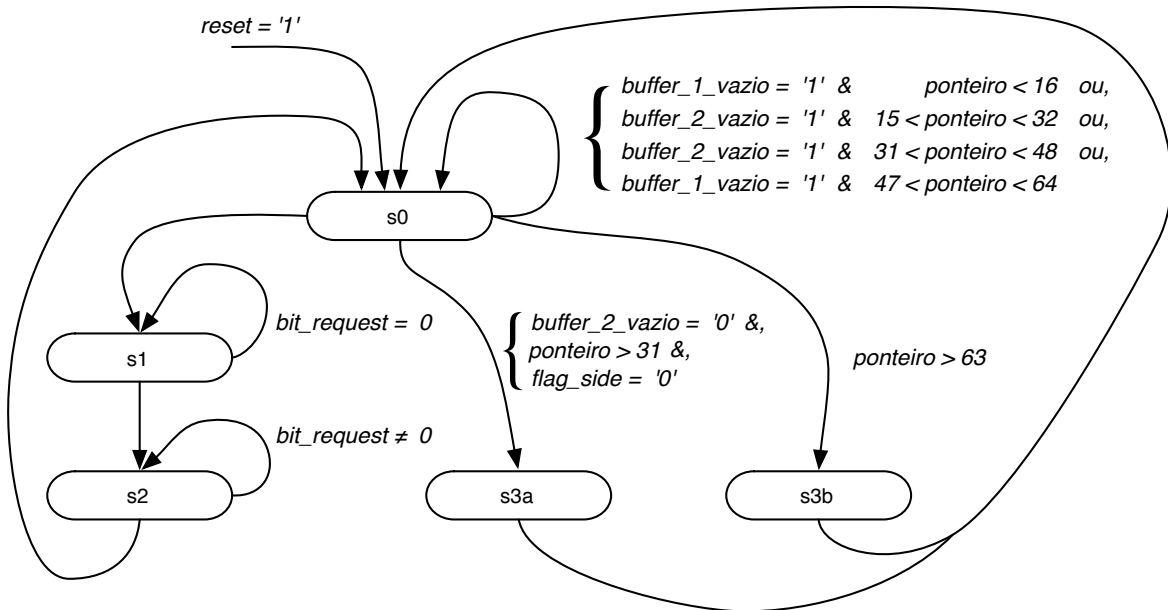 reset = '1'
buffer_1_vazio = '1' & ponteiro < 16 ou,
buffer_2_vazio = '1' & 15 < ponteiro < 32 ou,
buffer_2_vazio = '1' & 31 < ponteiro < 48 ou,
buffer_1_vazio = '1' & 47 < ponteiro < 64
s0
bit_request = 0
s1
buffer_2_vazio = '0' &,
ponteiro > 31 &,
flag_side = '0'
ponteiro > 63
bit_request ≠ 0
s2
s3a
s3b